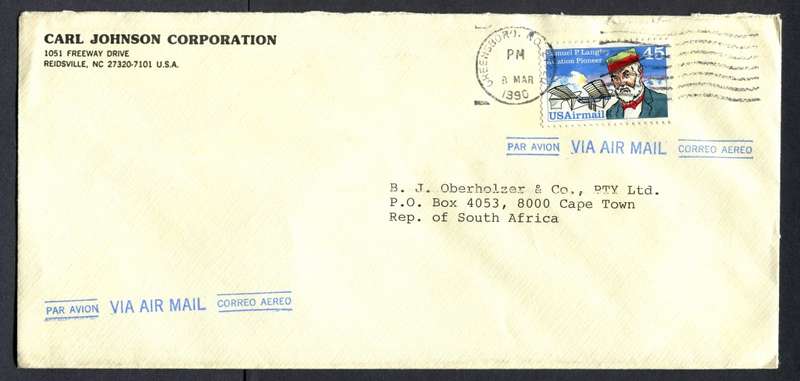 CARL JOHNSON CORPORATION
1051 FREEWAY DRIVE
REIDSVILLE, NC 27320-7101 U.S.A.
GREENSBORO, N.C.
PM
8 MAR
1990
Samuel P. Langley
Aviation Pioneer
45
USAirmail
PAR AVION VIA AIR MAIL CORREO AEREO
B. J. Oberholzer & Co., PTY Ltd.
P.O. Box 4053, 8000 Cape Town
Rep. of South Africa
PAR AVION VIA AIR MAIL CORREO AEREO